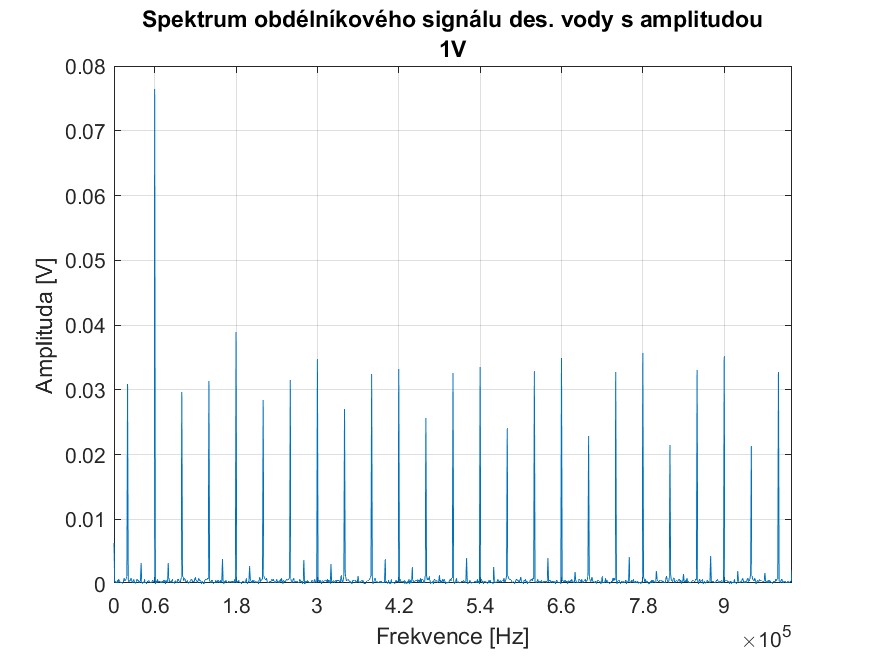 Spektrum obdélníkového signálu des. vody s amplitudou
1V
0.08
0.07
0.06
0.05
0.04
0.03
0.02
0.01
0
Amplituda [V]
0 0.6 1.8 3 4.2 5.4 6.6 7.8 9
Frekvence [Hz]
×10⁵